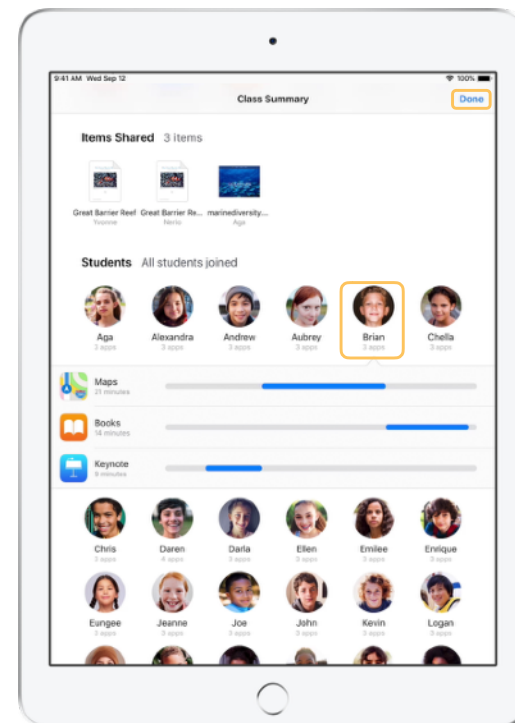 9:41 AM Wed Sep 12
100%
Class Summary
Done
Items Shared 3 items
Great Barrier Reef
Yvonne
Great Barrier Re...
Nerio
marinediversity....
Aga
Students All students joined
Aga
3 apps
Alexandra
3 apps
Andrew
3 apps
Aubrey
3 apps
Brian
3 apps
Chella
3 apps
Maps
21 minutes
Books
14 minutes
Keynote
9 minutes
Chris
3 apps
Daren
4 apps
Darla
3 apps
Ellen
3 apps
Emilee
3 apps
Enrique
3 apps
Eungee
3 apps
Jeanne
3 apps
Joe
3 apps
John
3 apps
Kevin
3 apps
Logan
3 apps